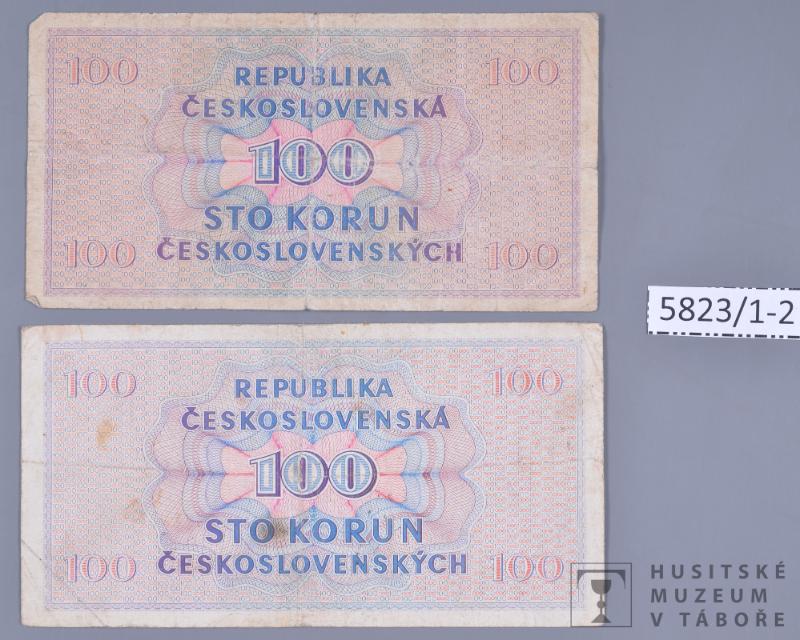 100 100
REPUBLIKA
ČESKOSLOVENSKÁ
100
STO KORUN
ČESKOSLOVENSKÝCH
100 100
5823/1-2
100 100
REPUBLIKA
ČESKOSLOVENSKÁ
100
STO KORUN
ČESKOSLOVENSKÝCH
100 100
HUSITSKÉ
MUZEUM
V TÁBOŘE